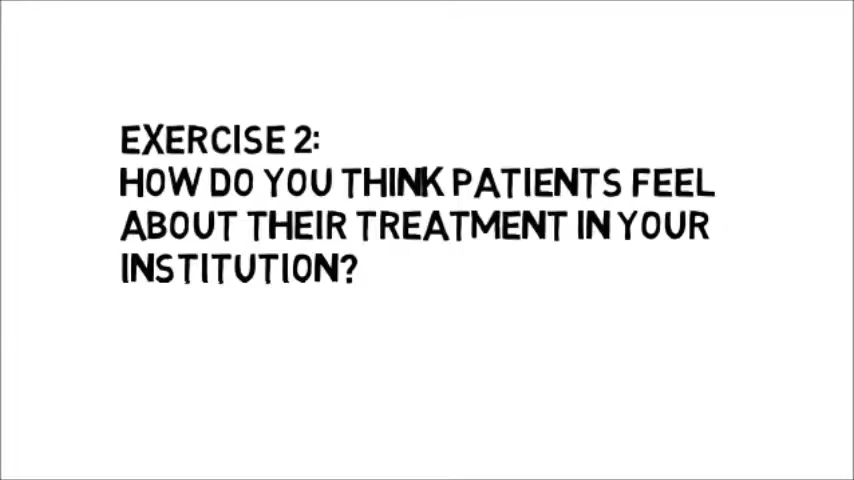 EXERCISE 2:
HOW DO YOU THINK PATIENTS FEEL
ABOUT THEIR TREATMENT IN YOUR
INSTITUTION?